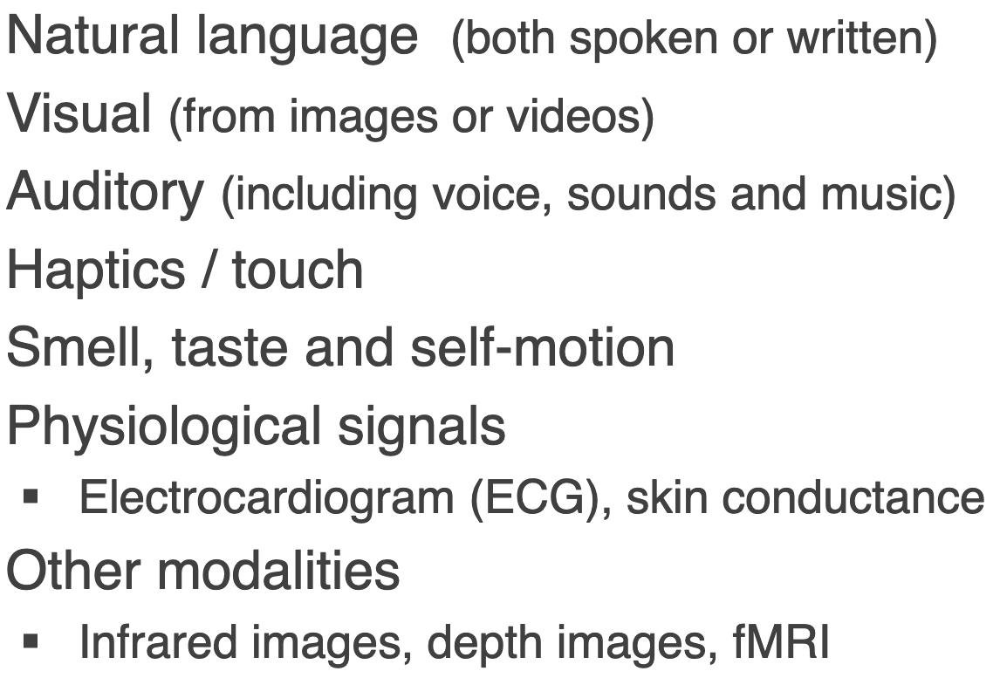 Natural language (both spoken or written)
Visual (from images or videos)
Auditory (including voice, sounds and music)
Haptics / touch
Smell, taste and self-motion
Physiological signals
▪ Electrocardiogram (ECG), skin conductance
Other modalities
▪ Infrared images, depth images, fMRI